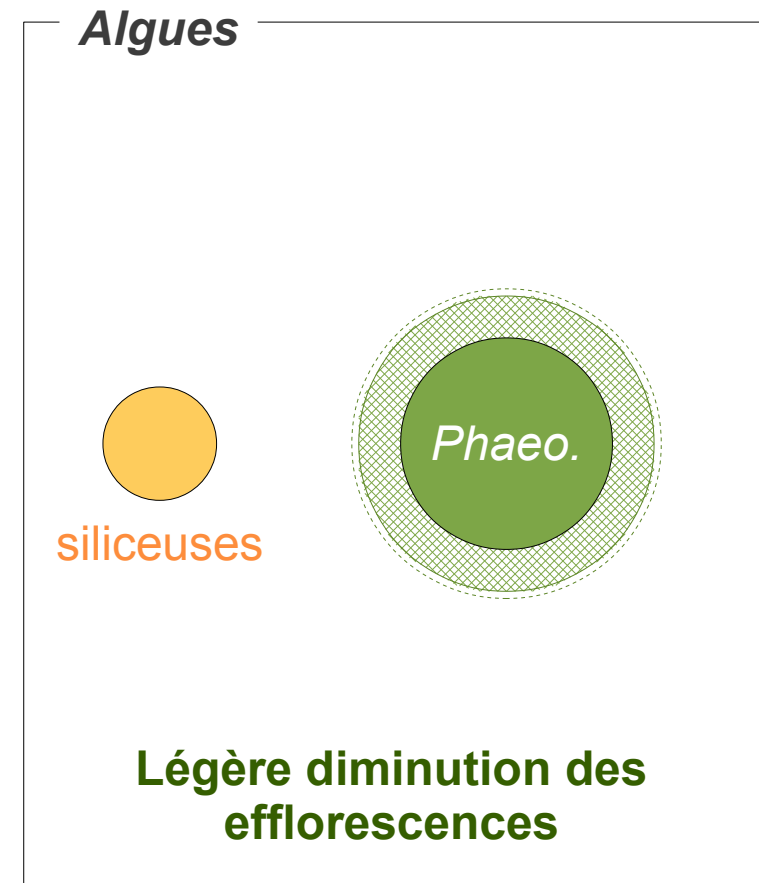 Algues
Phaeo.
siliceuses
Légère diminution des
efflorescences